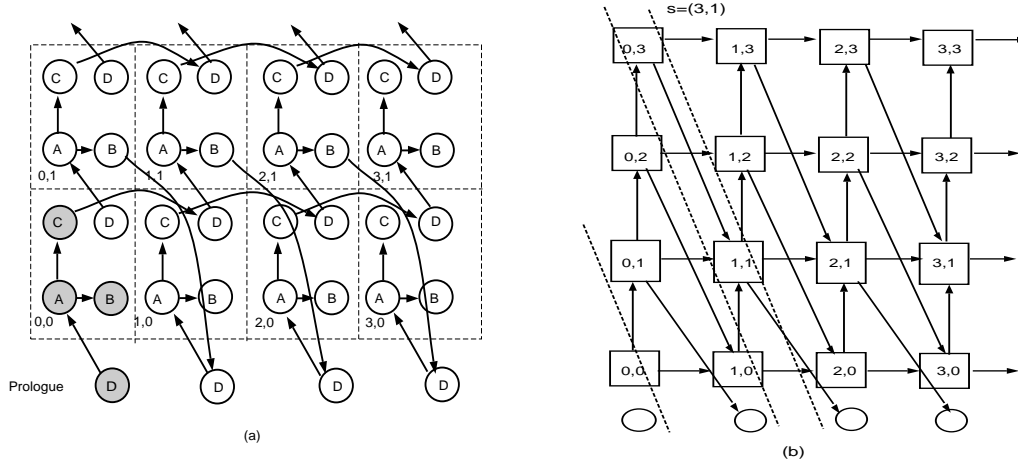 C D C D C D C D
A B A B A B A B
0,1 1,1 2,1 3,1
C D C D C D C D
A B A B A B A B
0,0 1,0 2,0 3,0
Prologue D D D D
(a)
s=(3,1)
0,3 1,3 2,3 3,3
0,2 1,2 2,2 3,2
0,1 1,1 2,1 3,1
0,0 1,0 2,0 3,0
(b)